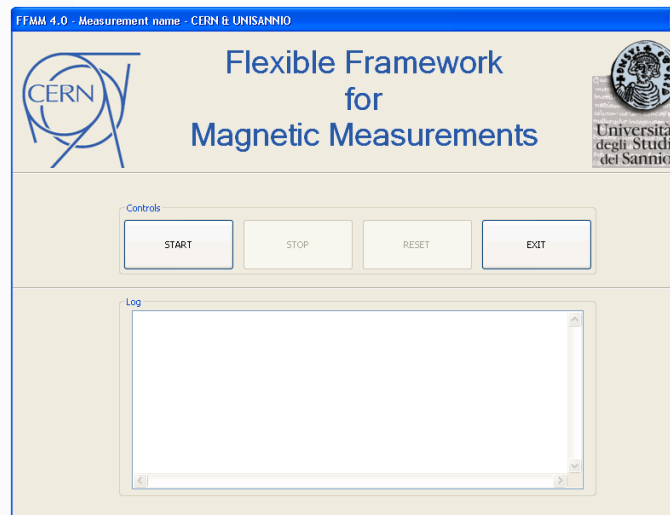 FFMM 4.0 - Measurement name - CERN & UNISANNIO
CERN
Flexible Framework
for
Magnetic Measurements
Università
degli Studi
del Sannio
Controls
START
STOP
RESET
EXIT
Log